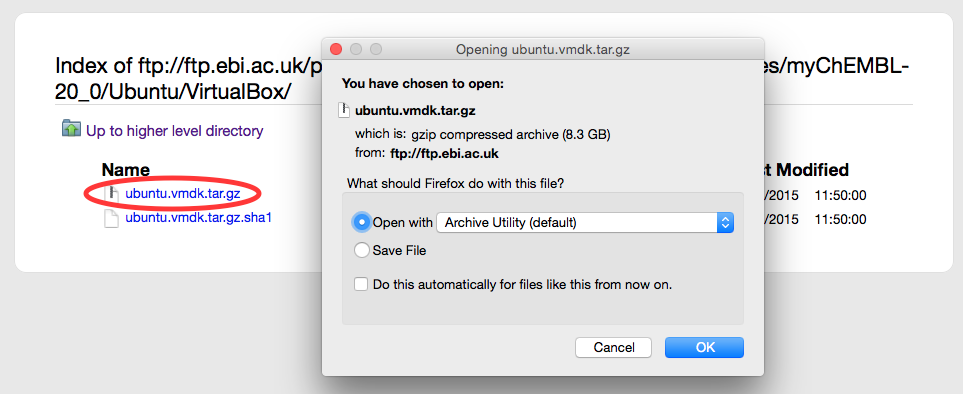 Opening ubuntu.vmdk.tar.gz
Index of ftp://ftp.ebi.ac.uk/p
es/myChEMBL-
20_0/Ubuntu/VirtualBox/
Up to higher level directory
Name
st Modified
ubuntu.vmdk.tar.gz
/2015 11:50:00
ubuntu.vmdk.tar.gz.sha1
/2015 11:50:00
You have chosen to open:
ubuntu.vmdk.tar.gz
which is: gzip compressed archive (8.3 GB)
from: ftp://ftp.ebi.ac.uk
What should Firefox do with this file?
Open with Archive Utility (default)
Save File
Do this automatically for files like this from now on.
Cancel OK